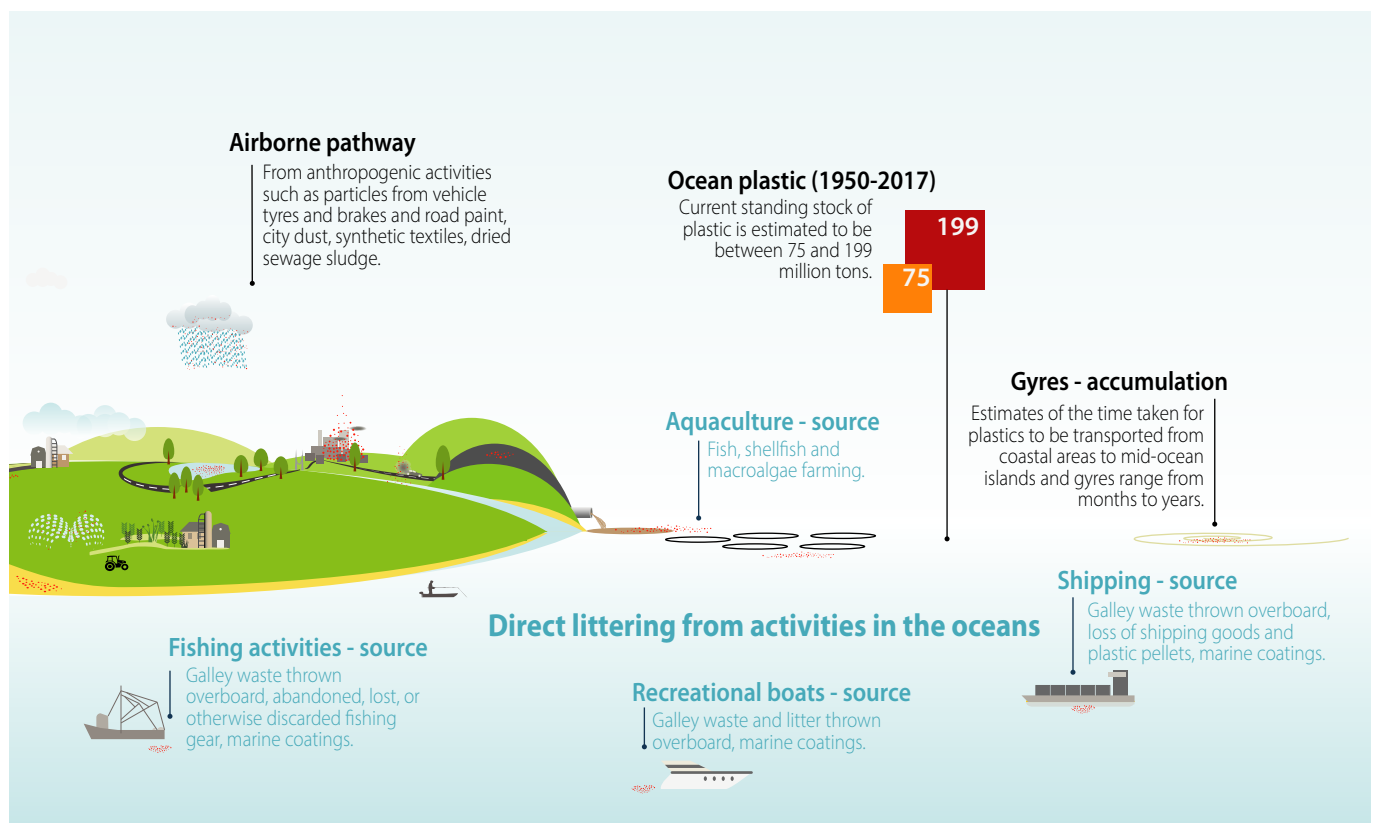 Airborne pathway
From anthropogenic activities
such as particles from vehicle
tyres and brakes and road paint,
city dust, synthetic textiles, dried
sewage sludge.
Ocean plastic (1950-2017)
Current standing stock of
plastic is estimated to be
between 75 and 199
million tons.
199
75
Gyres - accumulation
Estimates of the time taken for
plastics to be transported from
coastal areas to mid-ocean
islands and gyres range from
months to years.
Aquaculture - source
Fish, shellfish and
macroalgae farming.
Direct littering from activities in the oceans
Shipping - source
Galley waste thrown overboard,
loss of shipping goods and
plastic pellets, marine coatings.
Fishing activities - source
Galley waste thrown
overboard, abandoned, lost, or
otherwise discarded fishing
gear, marine coatings.
Recreational boats - source
Galley waste and litter thrown
overboard, marine coatings.